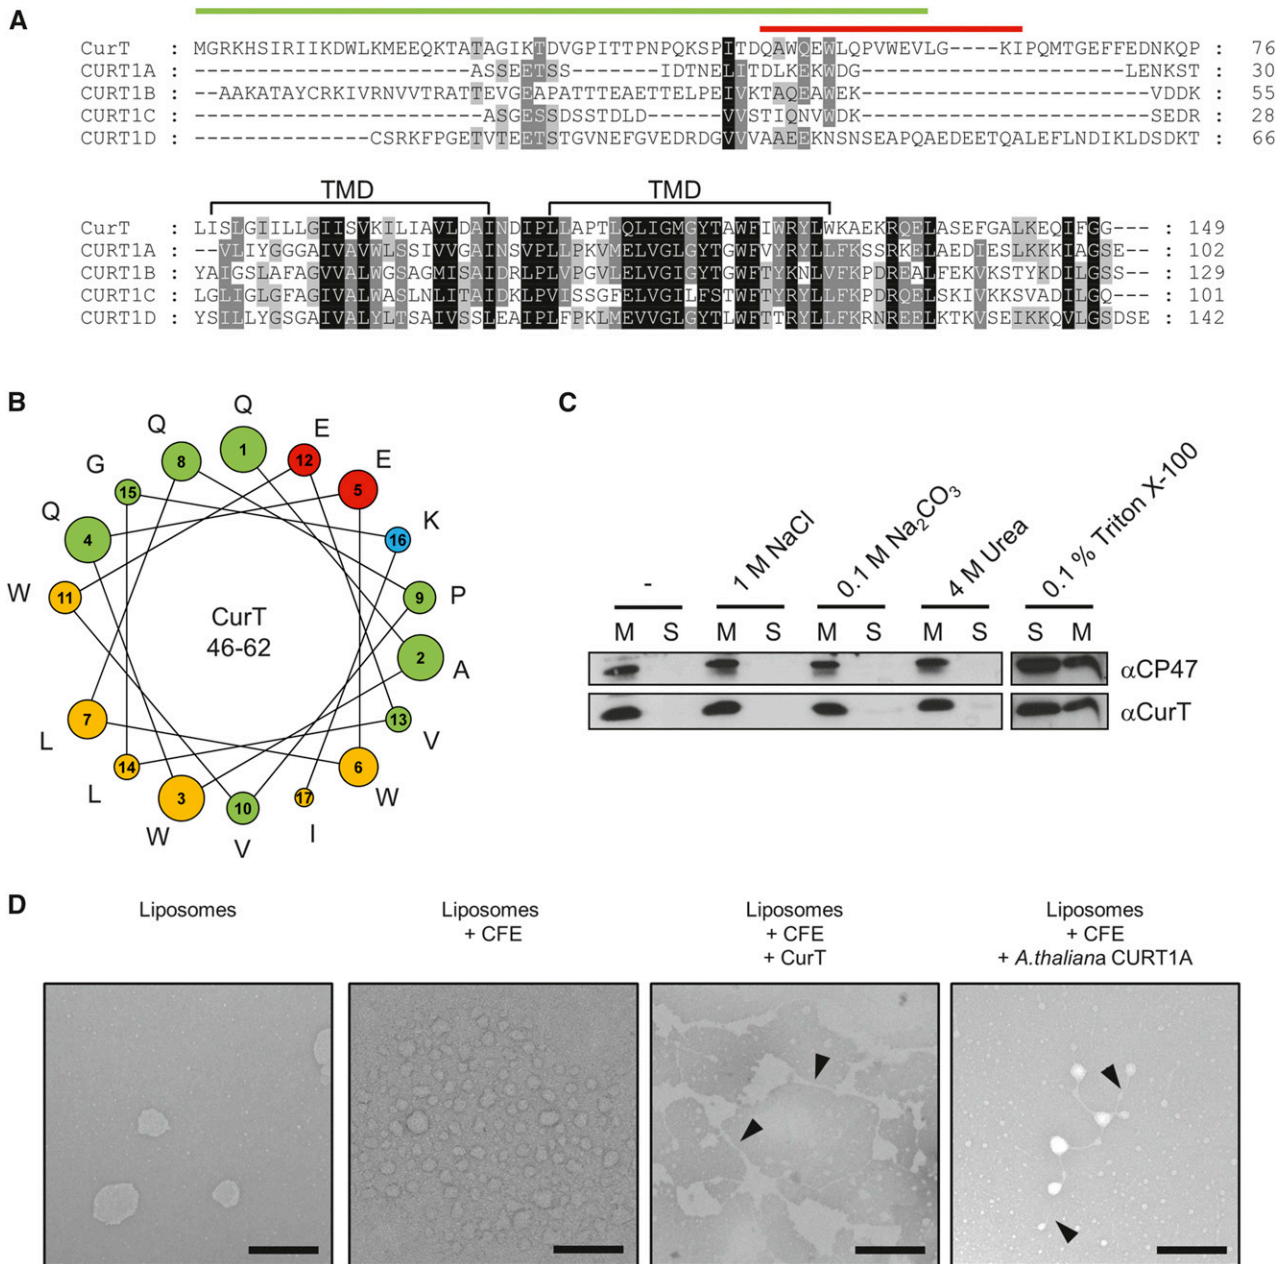 A
CurT : MGRKHSIRIIKDWLKMEEQKTATAGIKTDVGPITTPNPQKSPITDQAWQEWLQPVWEVLG----KIPQMTGEFFEDNKQP : 76
CURT1A : -----------------------ASSEETSS-------IDTNELITDLKEKWDG----------------------LENKST : 30
CURT1B : --AAKATAYCRKIVRNVVTRATTEVGEAPATTTEAETTELPEIVKTAQEAWEK------------------------VDDK : 55
CURT1C : ------------------------ASGESSDSSTDLD------VVSTIQNVWDK------------------------SEDR : 28
CURT1D : --------------CSRKFPGETVTEETSTGVNEFGVEDRDGVVVAAEEKNSNSEAPQAEDEETQALEFLNDIKLDSDKT : 66
TMD TMD
CurT : LISLGIILLGIISVKILIAVLDAINDIPLLAPTLQLIGMGYTAWFIWRYLWKAEKRQELASEFGALKEQIFGG--- : 149
CURT1A : --VLIYGGGAIVAVWLSSIVVGAINSVPLLPKVMELVGLGYTGWFVYRYLLFKSSRKELAEDIESLKKKIAGSE-- : 102
CURT1B : YAIGSLAFAGVVALWGSAGMISAIDRLPLVPGVLELVGIGYTGWFTYKNLVFKPDREALFEKVKSTYKDILGSS-- : 129
CURT1C : LGLIGLGFAGIVALWASLNLITAIDKLPVISSGFELVGILFSTWFTYRYLLFKPDRQELSKIVKKSVADILGQ--- : 101
CURT1D : YSILLYGSGAIVALYLTSAIVSSLEAIPLFPKLMEVVGLGYTLWFTTRYLLFKRNREELKTKVSEIKKQVLGSDSE : 142
B
Q
Q E
1
8 12
G E
15 5
Q K
4 16
W P
11 9
CurT
46-62
2
A
7 13
L V
14 6
L W
3 10 17
W I
V
C
- 1 M NaCl 0.1 M Na₂CO₃ 4 M Urea 0.1 % Triton X-100
M S M S M S M S S M
αCP47
αCurT
D
Liposomes
Liposomes
+ CFE
Liposomes
+ CFE
+ CurT
Liposomes
+ CFE
+ A.thaliana CURT1A